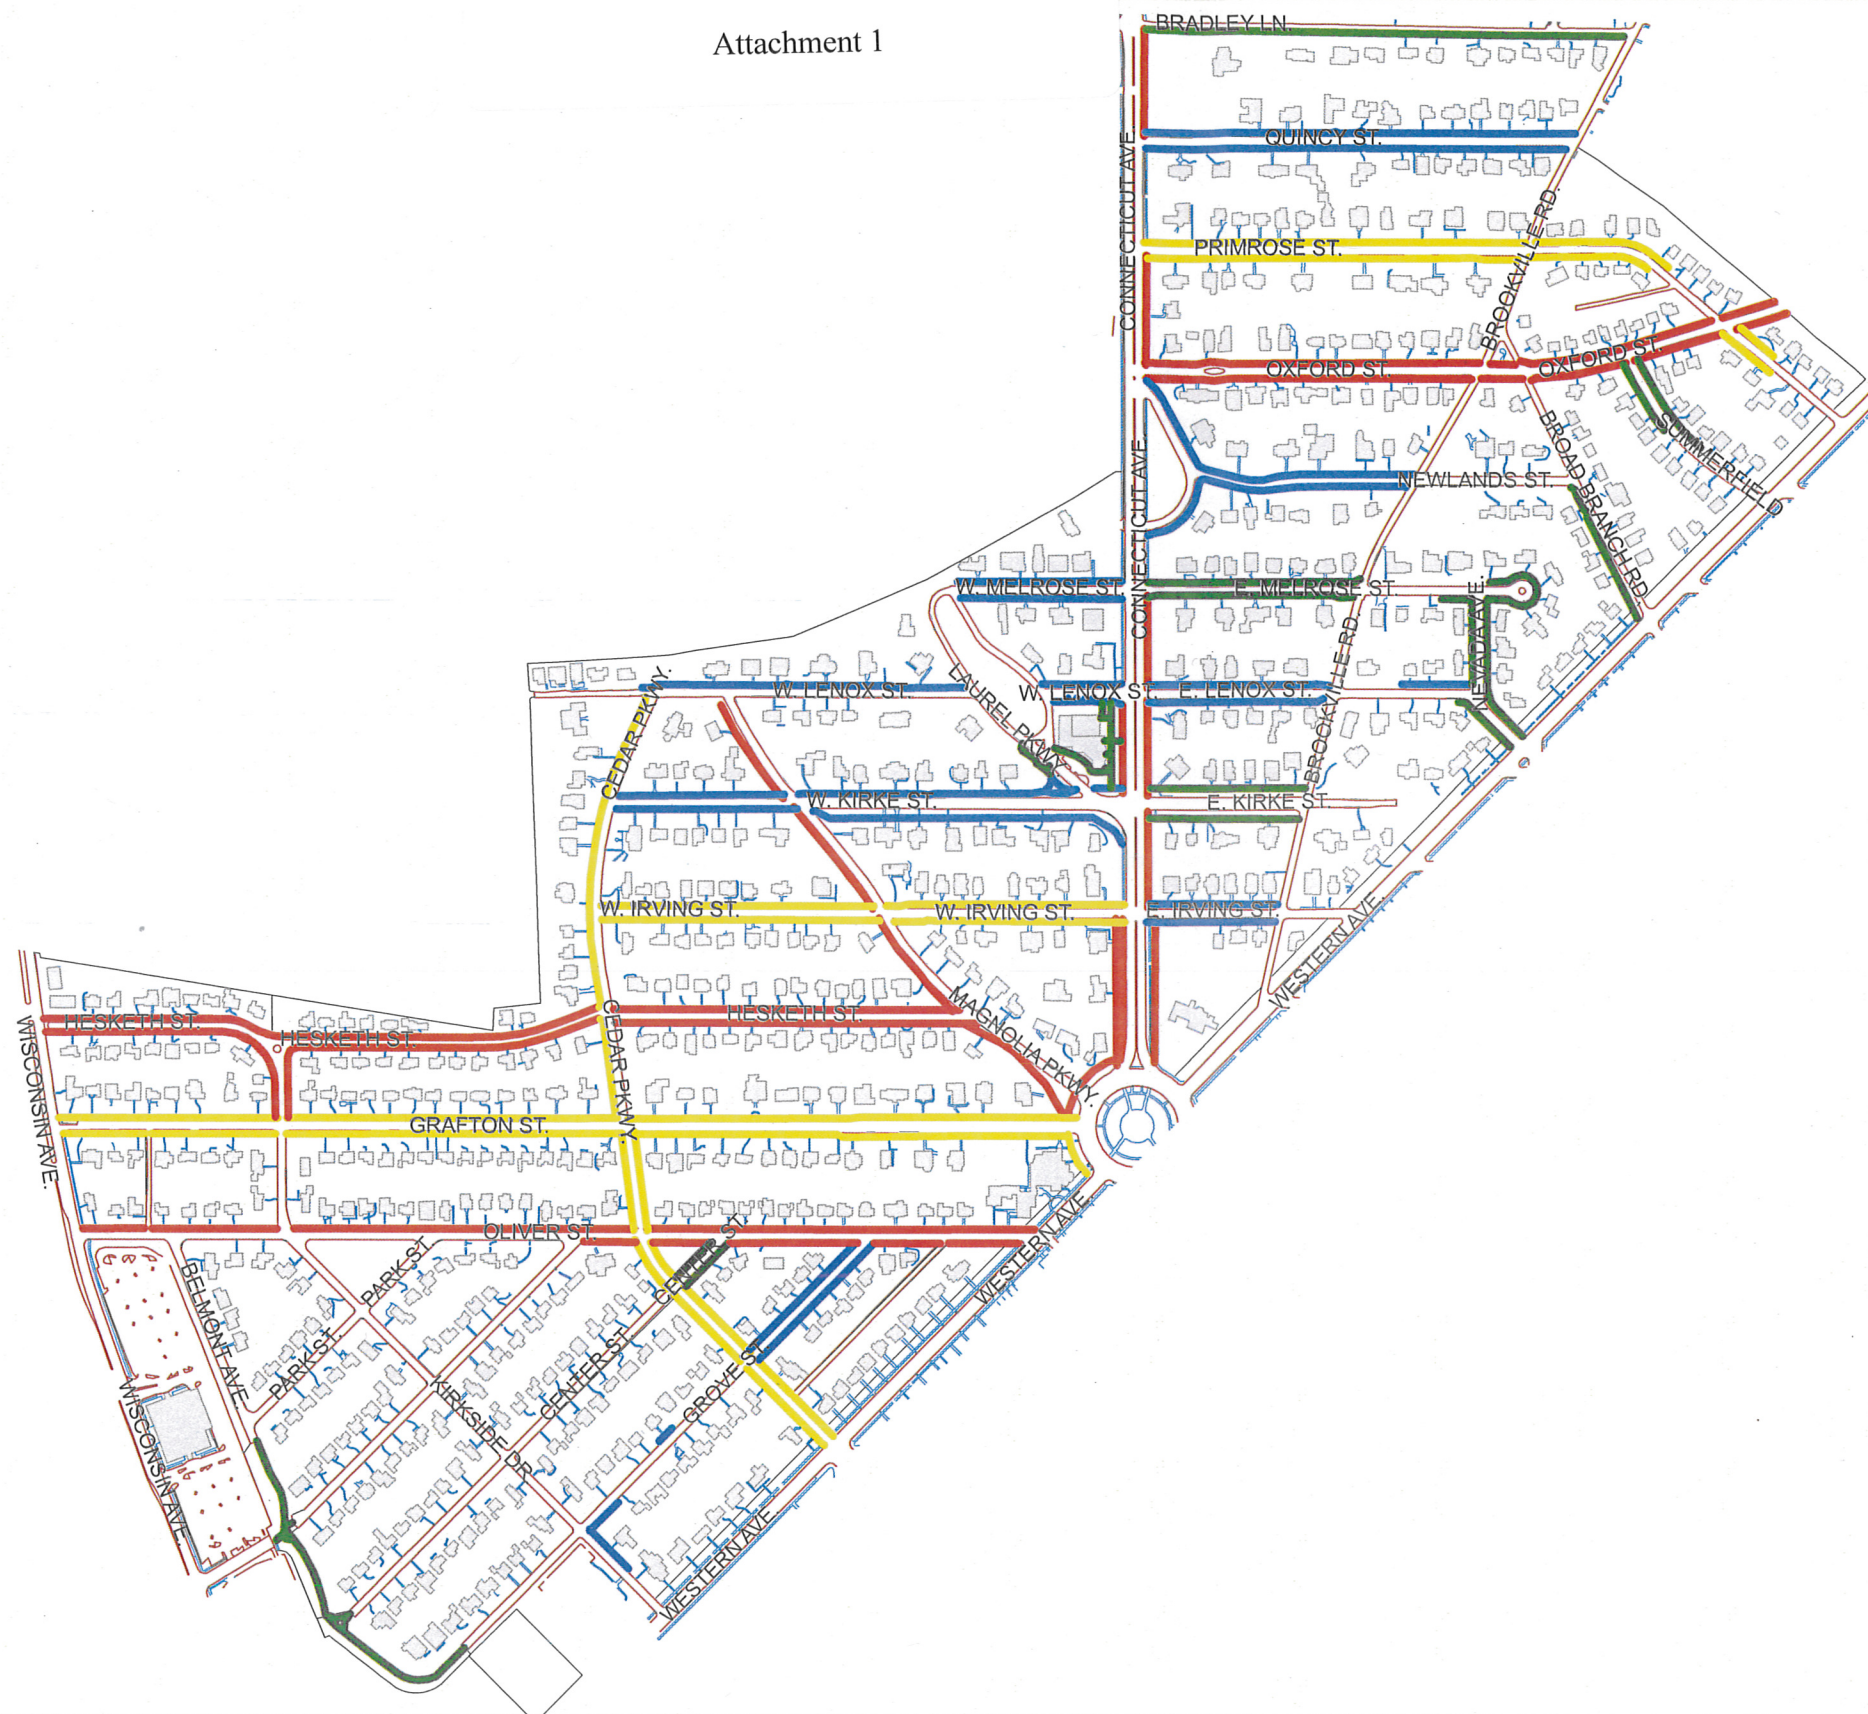 Attachment 1
BRADLEY LN.
QUINCY ST.
CONNECTICUT AVE.
BROOKVILLE RD.
PRIMROSE ST.
OXFORD ST.
OXFORD ST.
SUMMERFIELD
BROAD BRANCH RD.
NEWLANDS ST.
CONNECTICUT AVE.
W. MELROSE ST.
E. MELROSE ST.
NEVADA AVE.
BROOKVILLE RD.
CEDAR PKWY.
W. LENOX ST.
LAUREL PKWY.
W. LENOX ST.
E. LENOX ST.
W. KIRKE ST.
E. KIRKE ST.
W. IRVING ST.
W. IRVING ST.
E. IRVING ST.
WESTERN AVE.
HESKETH ST.
HESKETH ST.
HESKETH ST.
MAGNOLIA PKWY.
CEDAR PKWY.
WISCONSIN AVE.
GRAFTON ST.
OLIVER ST.
CENTER ST.
WESTERN AVE.
PARK ST.
BELMONT AVE.
PARK ST.
KIRKSIDE DR.
CENTER ST.
GROVE ST.
WISCONSIN AVE.
WESTERN AVE.